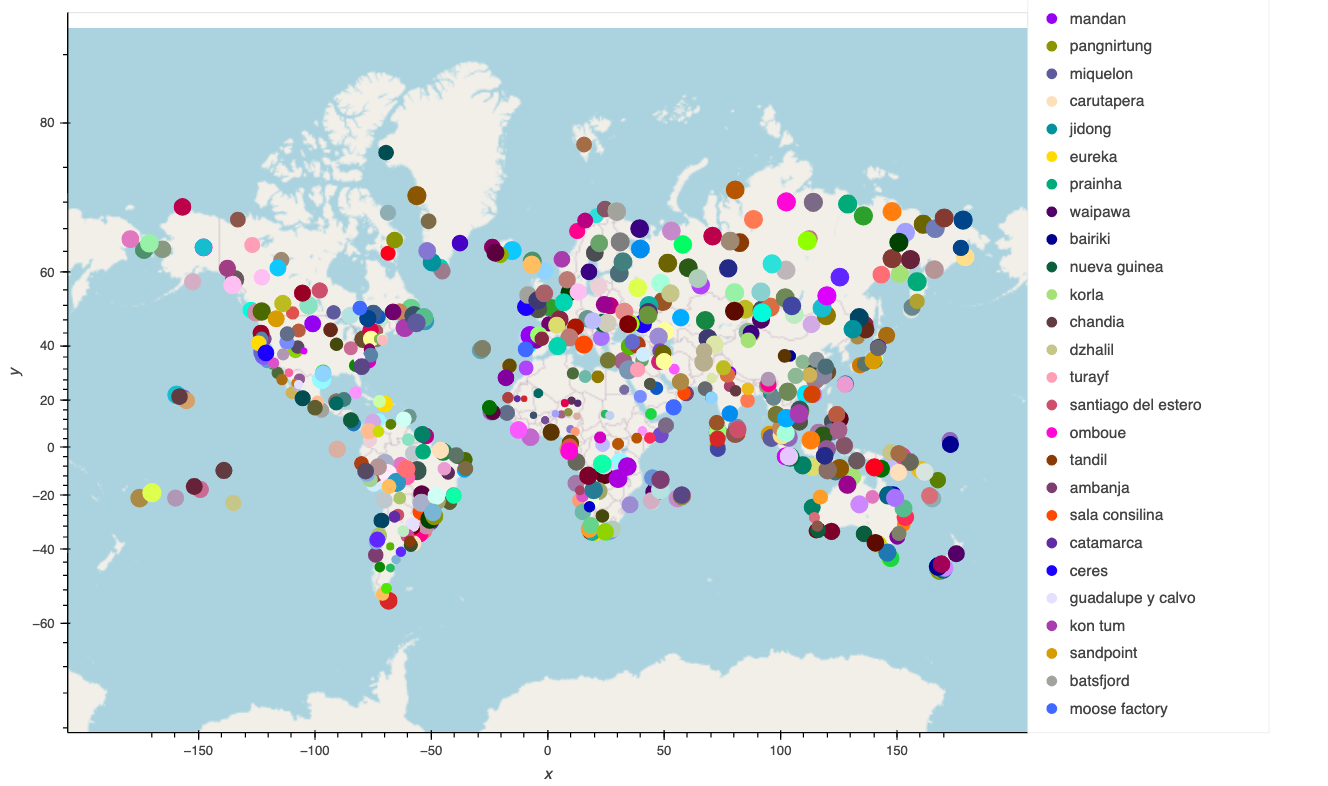 mandan
pangnirtung
miquelon
carutapera
jidong
eureka
prainha
waipawa
bairiki
nueva guinea
korla
chandia
dzhalil
turayf
santiago del estero
omboue
tandil
ambanja
sala consilina
catamarca
ceres
guadalupe y calvo
kon tum
sandpoint
batsfjord
moose factory
80
60
40
20
0
−20
−40
−60
y
−150 −100 −50 0 50 100 150
x